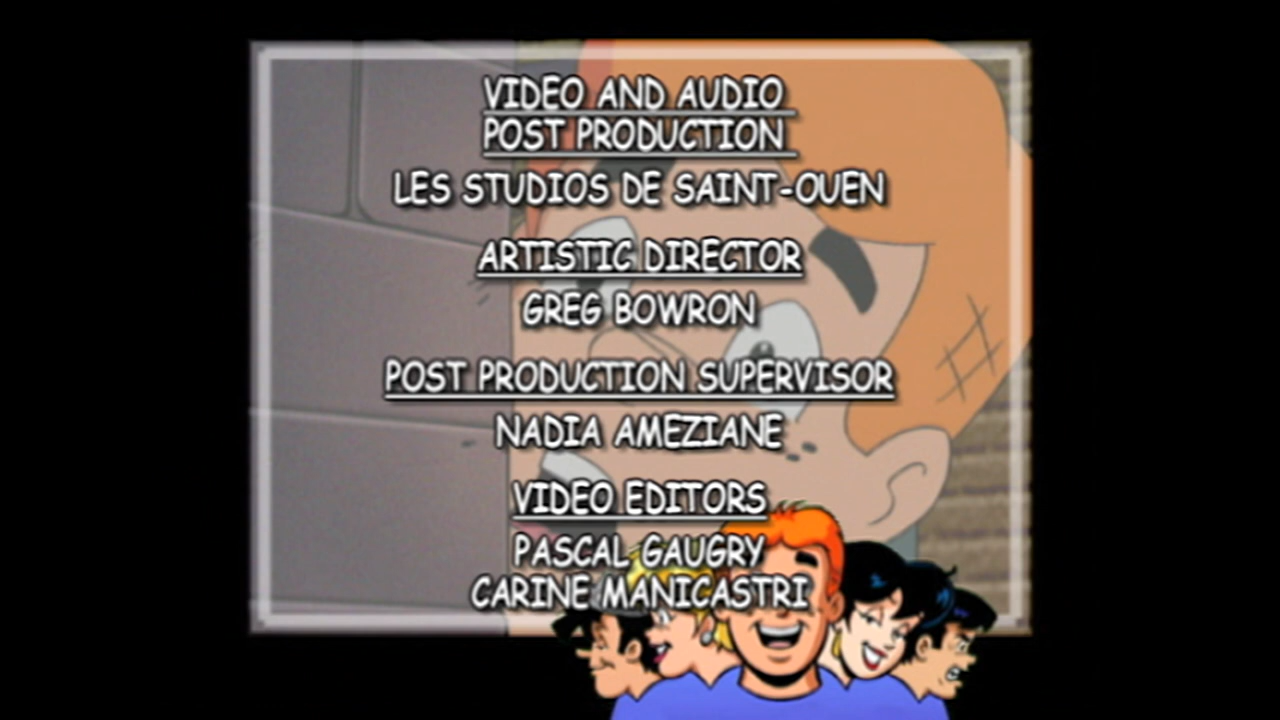 VIDEO AND AUDIO
POST PRODUCTION
LES STUDIOS DE SAINT-OUEN
ARTISTIC DIRECTOR
GREG BOWRON
POST PRODUCTION SUPERVISOR
NADIA AMEZIANE
VIDEO EDITORS
PASCAL GAUGRY
CARINE MANICASTRI